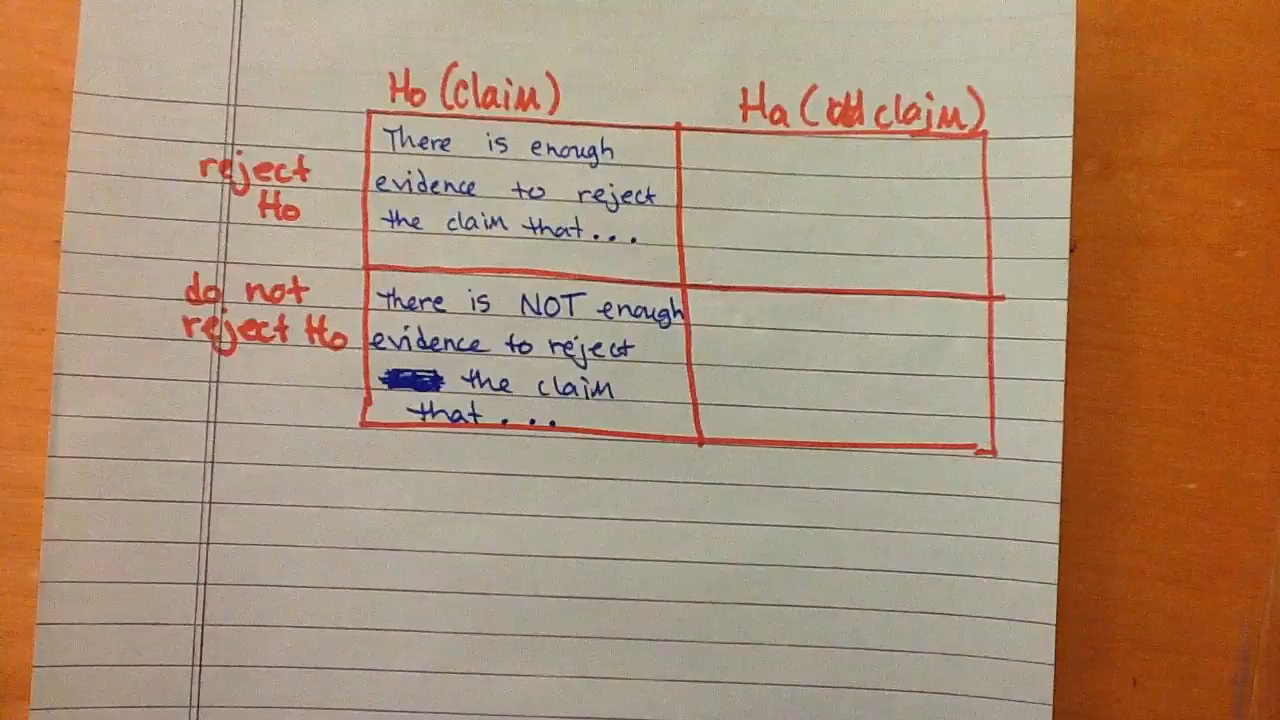 Ho (claim)
Ha ( claim)
reject
Ho
There is enough
evidence to reject
the claim that...
do not
reject Ho
there is NOT enough
evidence to reject
the claim
that ...